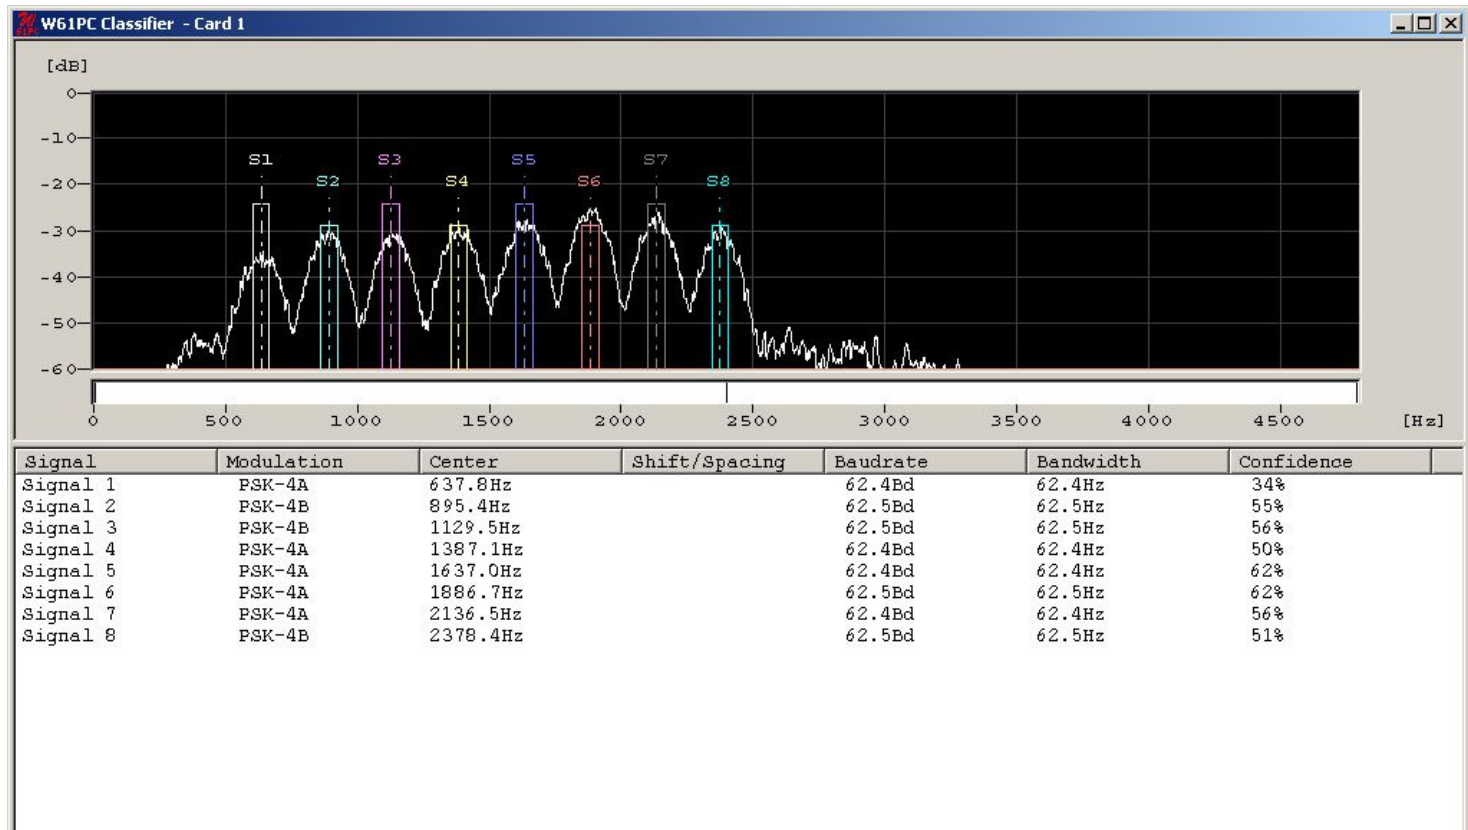 W61PC Classifier - Card 1
[dB]
0
-10
-20
-30
-40
-50
-60
S1 S3 S5 S7
S2 S4 S6 S8
0 500 1000 1500 2000 2500 3000 3500 4000 4500 [Hz]
Signal Modulation Center Shift/Spacing Baudrate Bandwidth Confidence
Signal 1 PSK-4A 637.8Hz 62.4Bd 62.4Hz 34%
Signal 2 PSK-4B 895.4Hz 62.5Bd 62.5Hz 55%
Signal 3 PSK-4B 1129.5Hz 62.5Bd 62.5Hz 56%
Signal 4 PSK-4A 1387.1Hz 62.4Bd 62.4Hz 50%
Signal 5 PSK-4A 1637.0Hz 62.4Bd 62.4Hz 62%
Signal 6 PSK-4A 1886.7Hz 62.5Bd 62.5Hz 62%
Signal 7 PSK-4A 2136.5Hz 62.4Bd 62.4Hz 56%
Signal 8 PSK-4B 2378.4Hz 62.5Bd 62.5Hz 51%